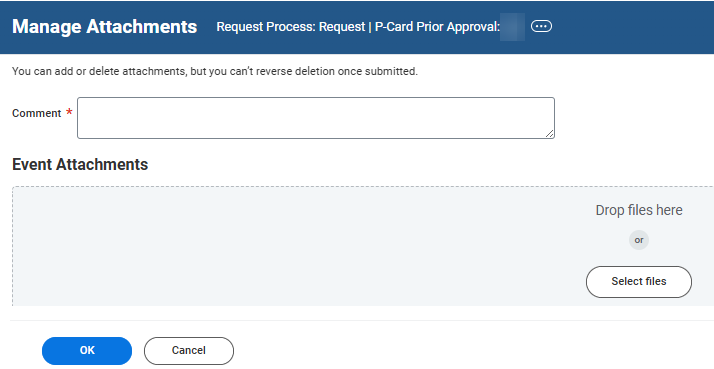 Manage Attachments Request Process: Request | P-Card Prior Approval:
You can add or delete attachments, but you can't reverse deletion once submitted.
Comment *
Event Attachments
Drop files here
or
Select files
OK Cancel